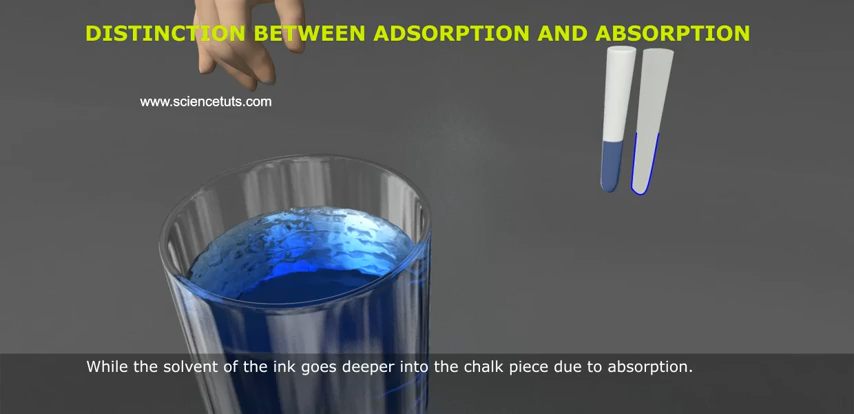 DISTINCTION BETWEEN ADSORPTION AND ABSORPTION
www.sciencetuts.com
While the solvent of the ink goes deeper into the chalk piece due to absorption.